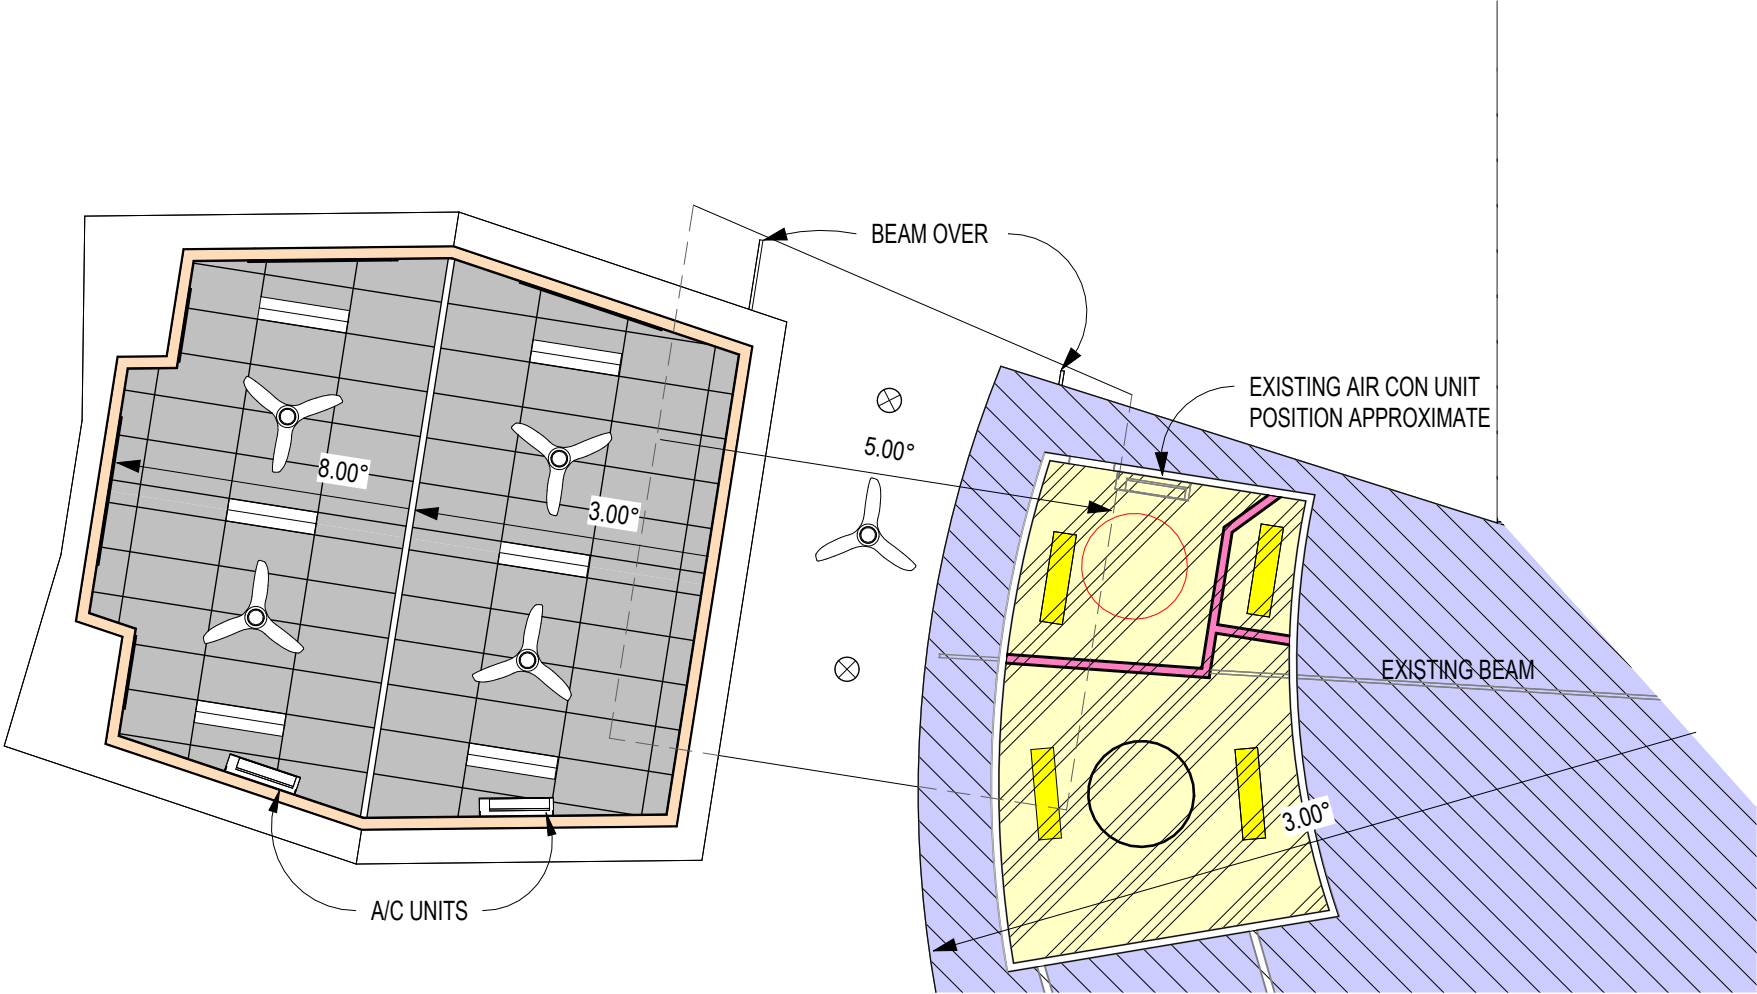 BEAM OVER
EXISTING AIR CON UNIT
POSITION APPROXIMATE
5.00°
8.00°
3.00°
EXISTING BEAM
3.00°
A/C UNITS